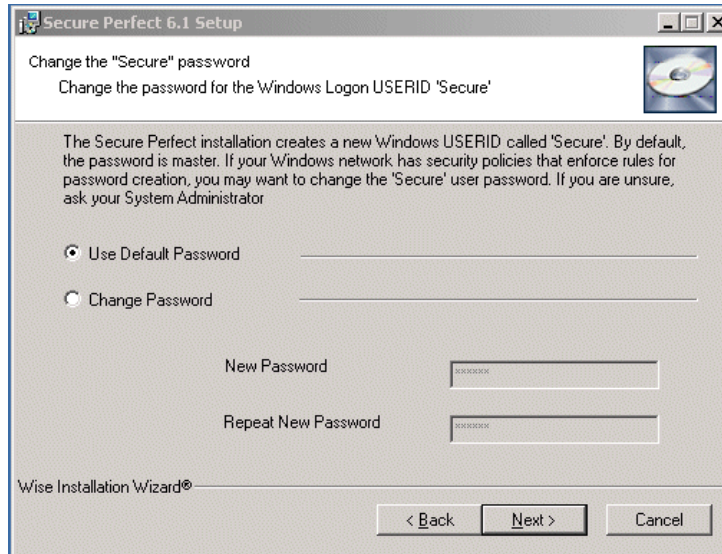 Secure Perfect 6.1 Setup
Change the "Secure" password
Change the password for the Windows Logon USERID 'Secure'
The Secure Perfect installation creates a new Windows USERID called 'Secure'. By default,
the password is master. If your Windows network has security policies that enforce rules for
password creation, you may want to change the 'Secure' user password. If you are unsure,
ask your System Administrator
Use Default Password
Change Password
New Password
xxxxxx
Repeat New Password
xxxxxx
Wise Installation Wizard®
< Back
Next >
Cancel